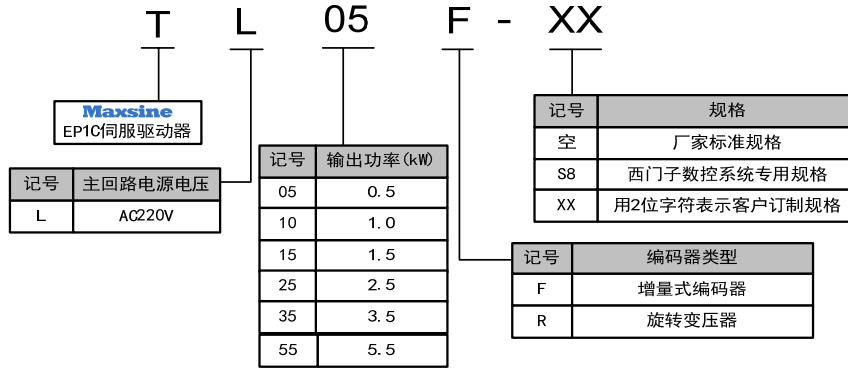 T L 05 F - XX
Maxsine
EP1C伺服驱动器
记号 主回路电源电压
L AC220V
记号 输出功率(kW)
05 0.5
10 1.0
15 1.5
25 2.5
35 3.5
55 5.5
记号 规格
空 厂家标准规格
S8 西门子数控系统专用规格
XX 用2位字符表示客户订制规格
记号 编码器类型
F 增量式编码器
R 旋转变压器